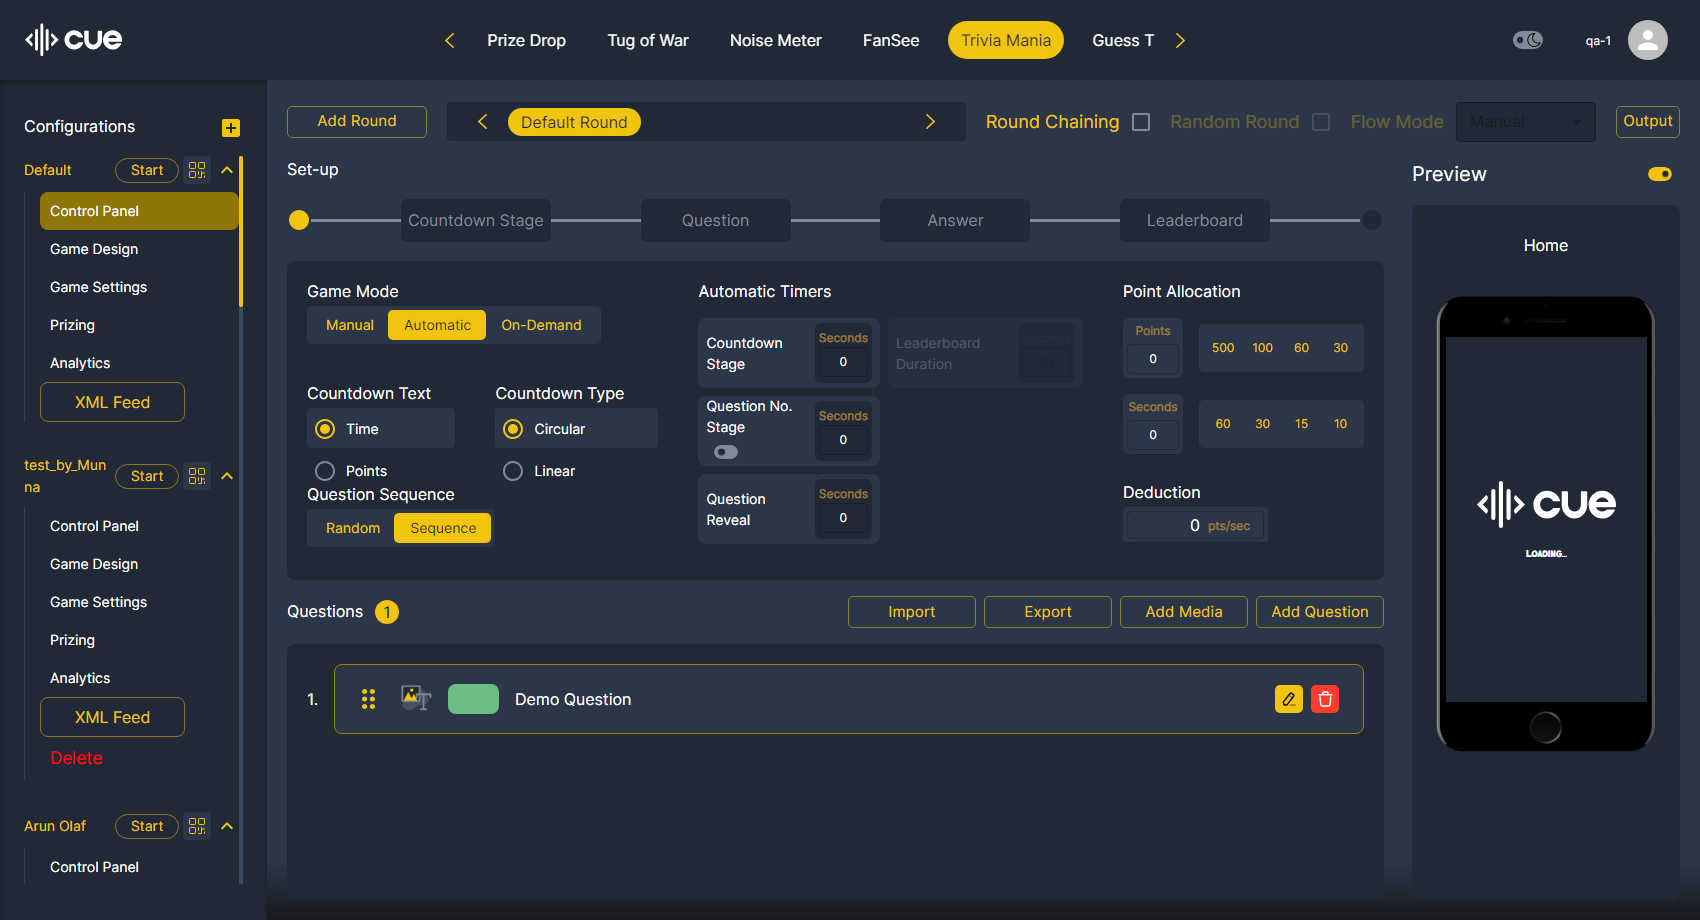 cue
Prize Drop
Tug of War
Noise Meter
FanSee
Trivia Mania
Guess T
qa-1
Configurations
Default
Start
Control Panel
Game Design
Game Settings
Prizing
Analytics
XML Feed
test_by_Mun
na
Start
Control Panel
Game Design
Game Settings
Prizing
Analytics
XML Feed
Delete
Arun Olaf
Start
Control Panel
Add Round
Default Round
Round Chaining
Random Round
Flow Mode
Manual
Output
Set-up
Countdown Stage
Question
Answer
Leaderboard
Game Mode
Manual
Automatic
On-Demand
Countdown Text
Time
Points
Countdown Type
Circular
Linear
Question Sequence
Random
Sequence
Automatic Timers
Countdown
Stage
Seconds
0
Leaderboard
Duration
Seconds
10
Question No.
Stage
Seconds
0
Question
Reveal
Seconds
0
Point Allocation
Points
0
500 100 60 30
Seconds
0
60 30 15 10
Deduction
0 pts/sec
Questions 1
Import
Export
Add Media
Add Question
1.
Demo Question
Preview
Home
cue
LOADING...